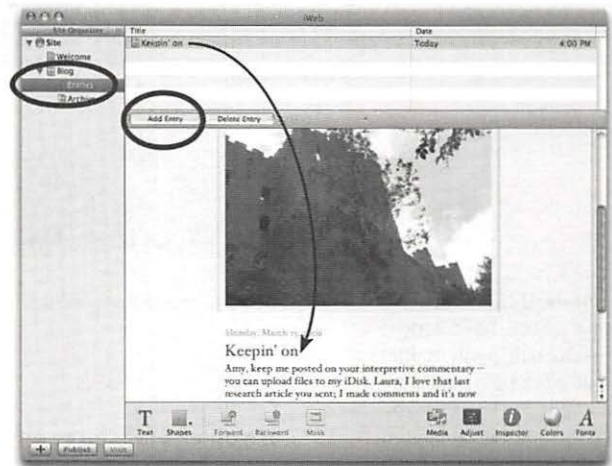 iWeb
Site Organizer
Title Date
Site
Keepin' on Today 4:00 PM
Welcome
Blog
Entries
Archive
Add Entry Delete Entry
Monday, March
Keepin' on
Amy, keep me posted on your interpretive commentary —
you can upload files to my iDisk. Laura, I love that last
research article you sent; I made comments and it's now
T A
Text Shapes Forward Backward Mask Media Adjust Inspector Colors Fonts
+ Publish Visit